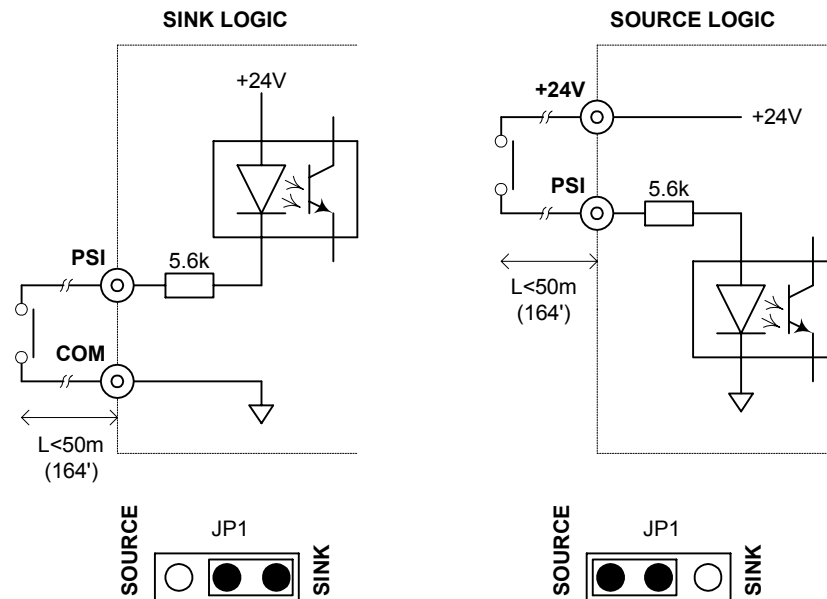 SINK LOGIC
+24V
PSI
5.6k
COM
L<50m
(164')
SOURCE
JP1
SINK
SOURCE LOGIC
+24V
+24V
PSI
5.6k
L<50m
(164')
SOURCE
JP1
SINK